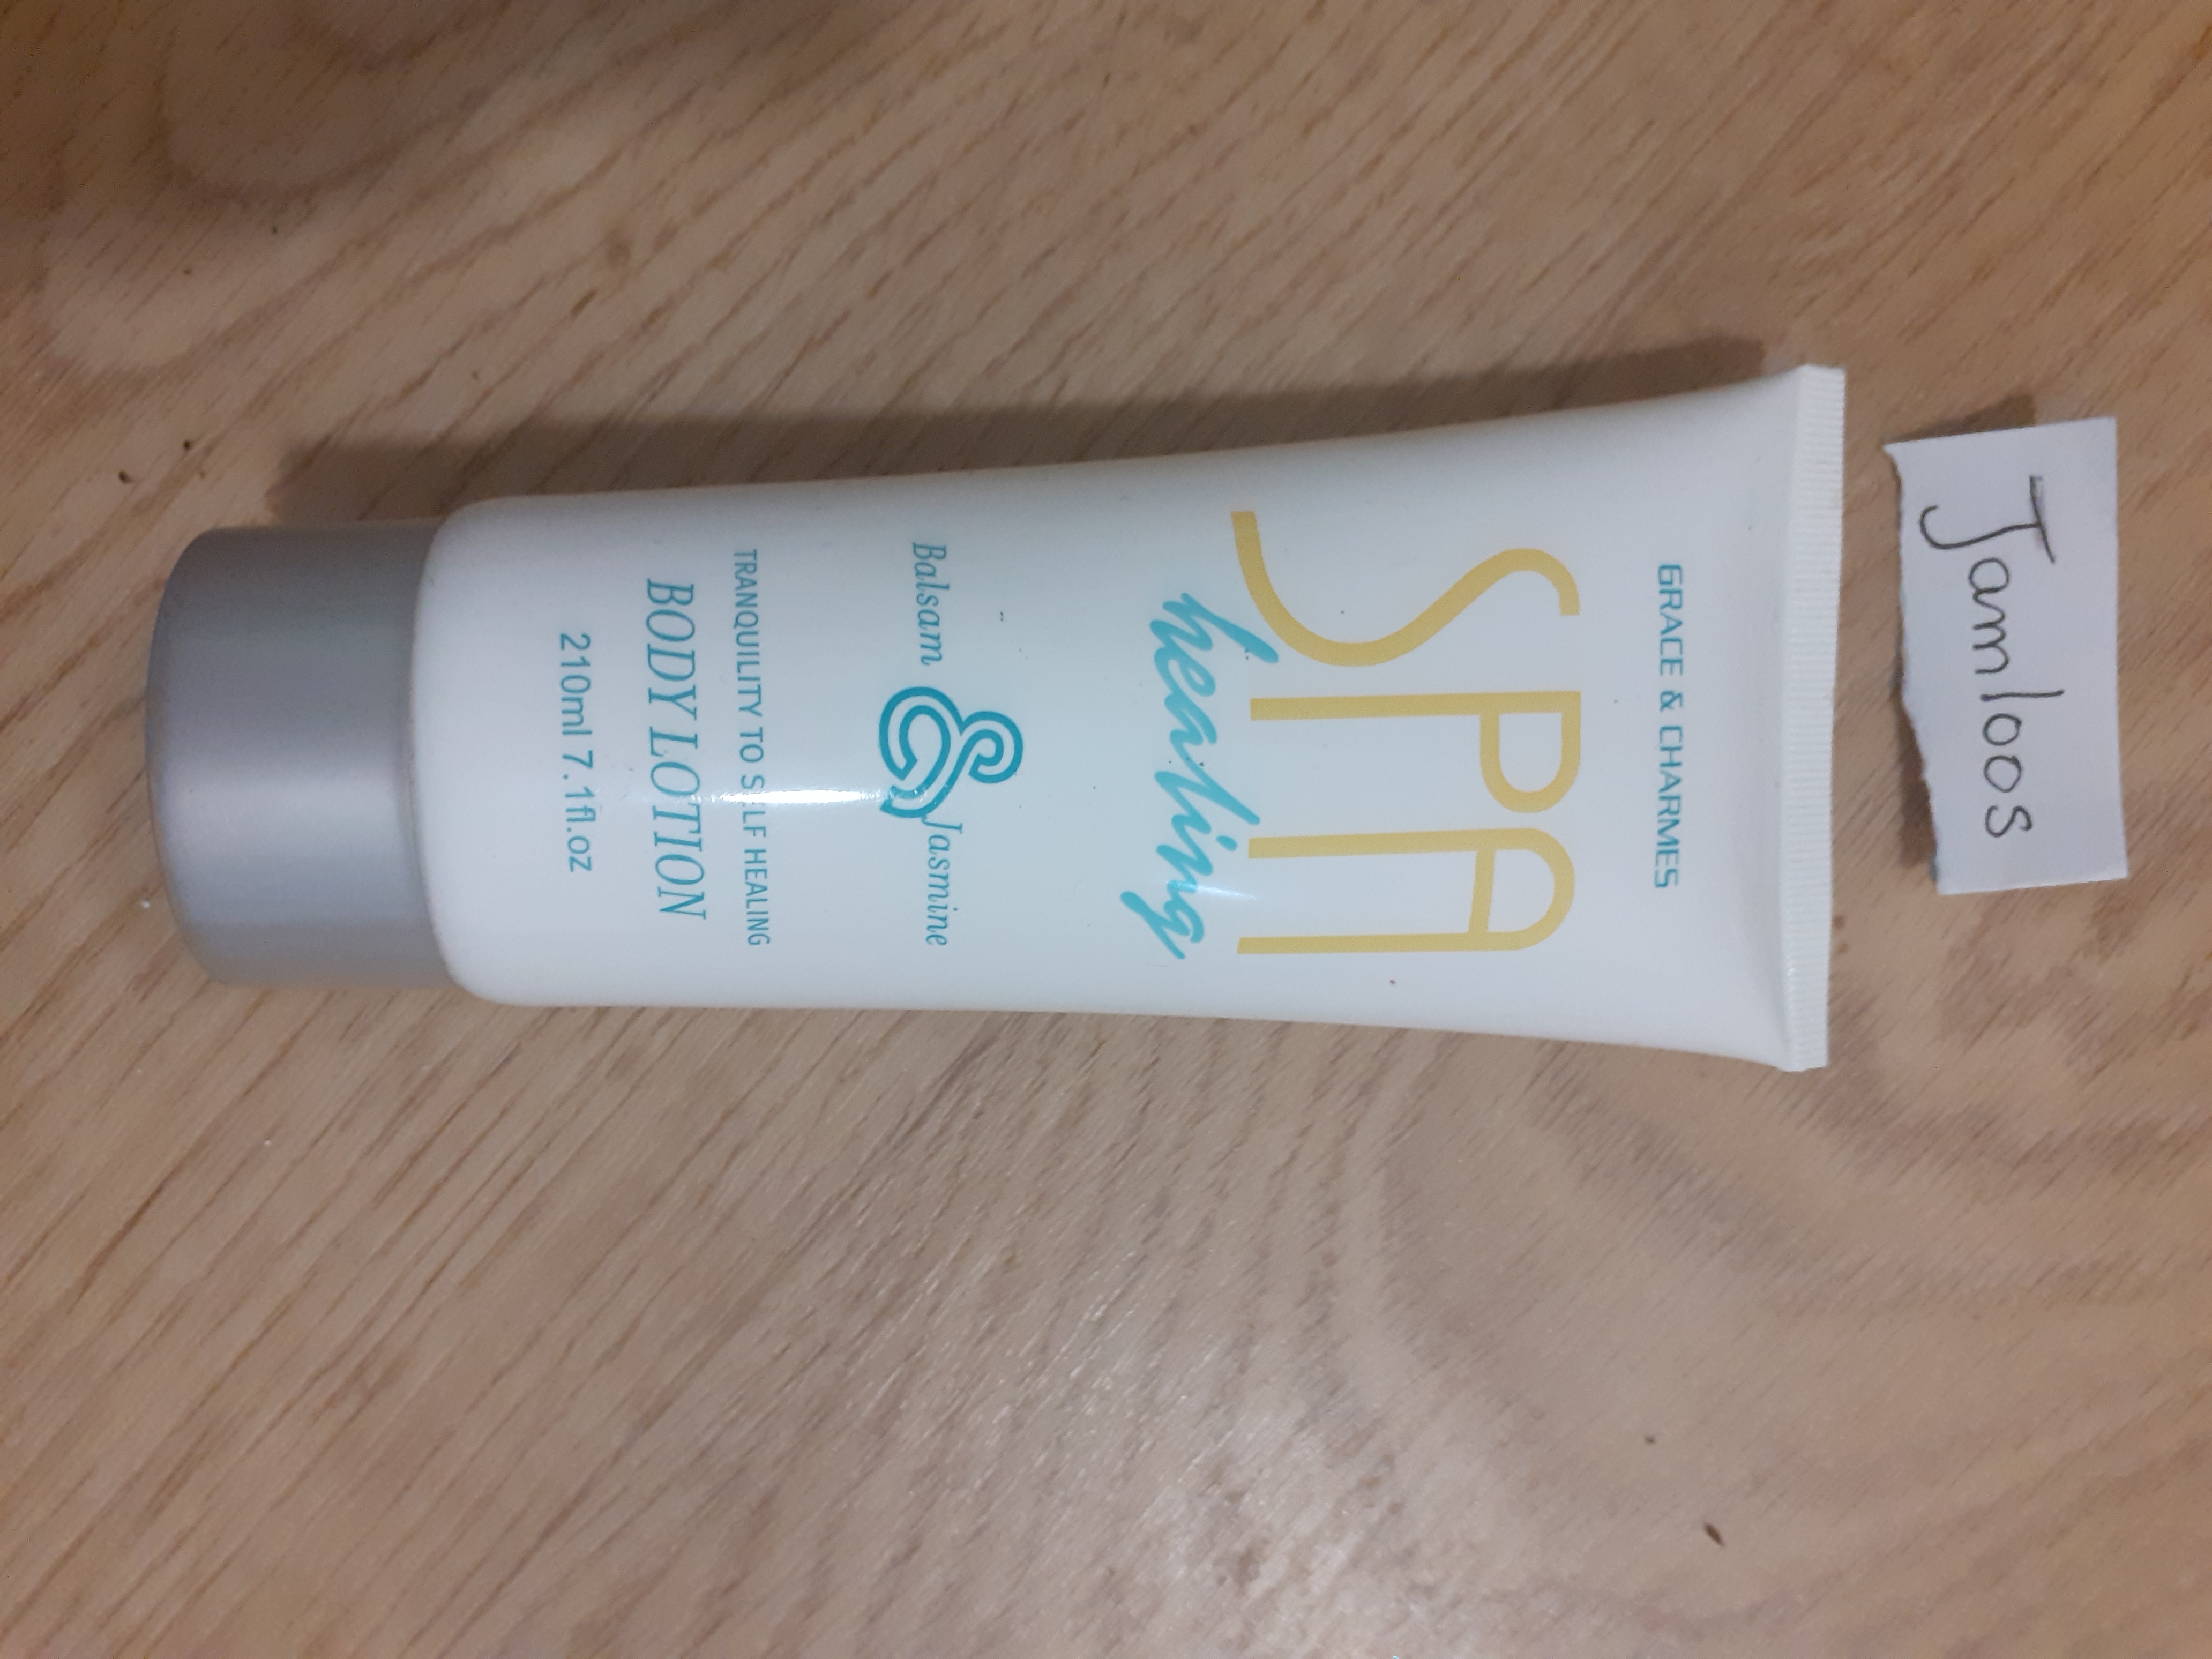 Jamloos
GRACE & CHARMES
SPA
healing
Balsam & Jasmine
TRANQUILITY TO SELF HEALING
BODY LOTION
210ml 7.1fl.oz